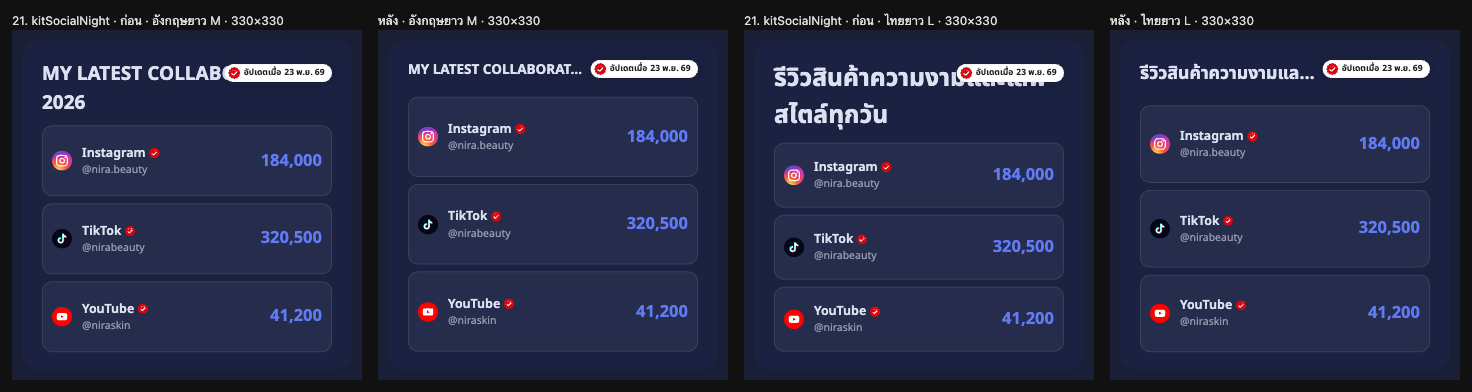 21. kitSocialNight · ก่อน · อังกฤษยาว M · 330×330
MY LATEST COLLAB
อัปเดตเมื่อ 23 พ.ย. 69
2026
Instagram
@nira.beauty
184,000
TikTok
@nirabeauty
320,500
YouTube
@niraskin
41,200
หลัง · อังกฤษยาว M · 330×330
MY LATEST COLLABORAT...
อัปเดตเมื่อ 23 พ.ย. 69
Instagram
@nira.beauty
184,000
TikTok
@nirabeauty
320,500
YouTube
@niraskin
41,200
21. kitSocialNight · ก่อน · ไทยยาว L · 330×330
รีวิวสินค้าความงาม
อัปเดตเมื่อ 23 พ.ย. 69
สไตล์ทุกวัน
Instagram
@nira.beauty
184,000
TikTok
@nirabeauty
320,500
YouTube
@niraskin
41,200
หลัง · ไทยยาว L · 330×330
รีวิวสินค้าความงามแล...
อัปเดตเมื่อ 23 พ.ย. 69
Instagram
@nira.beauty
184,000
TikTok
@nirabeauty
320,500
YouTube
@niraskin
41,200